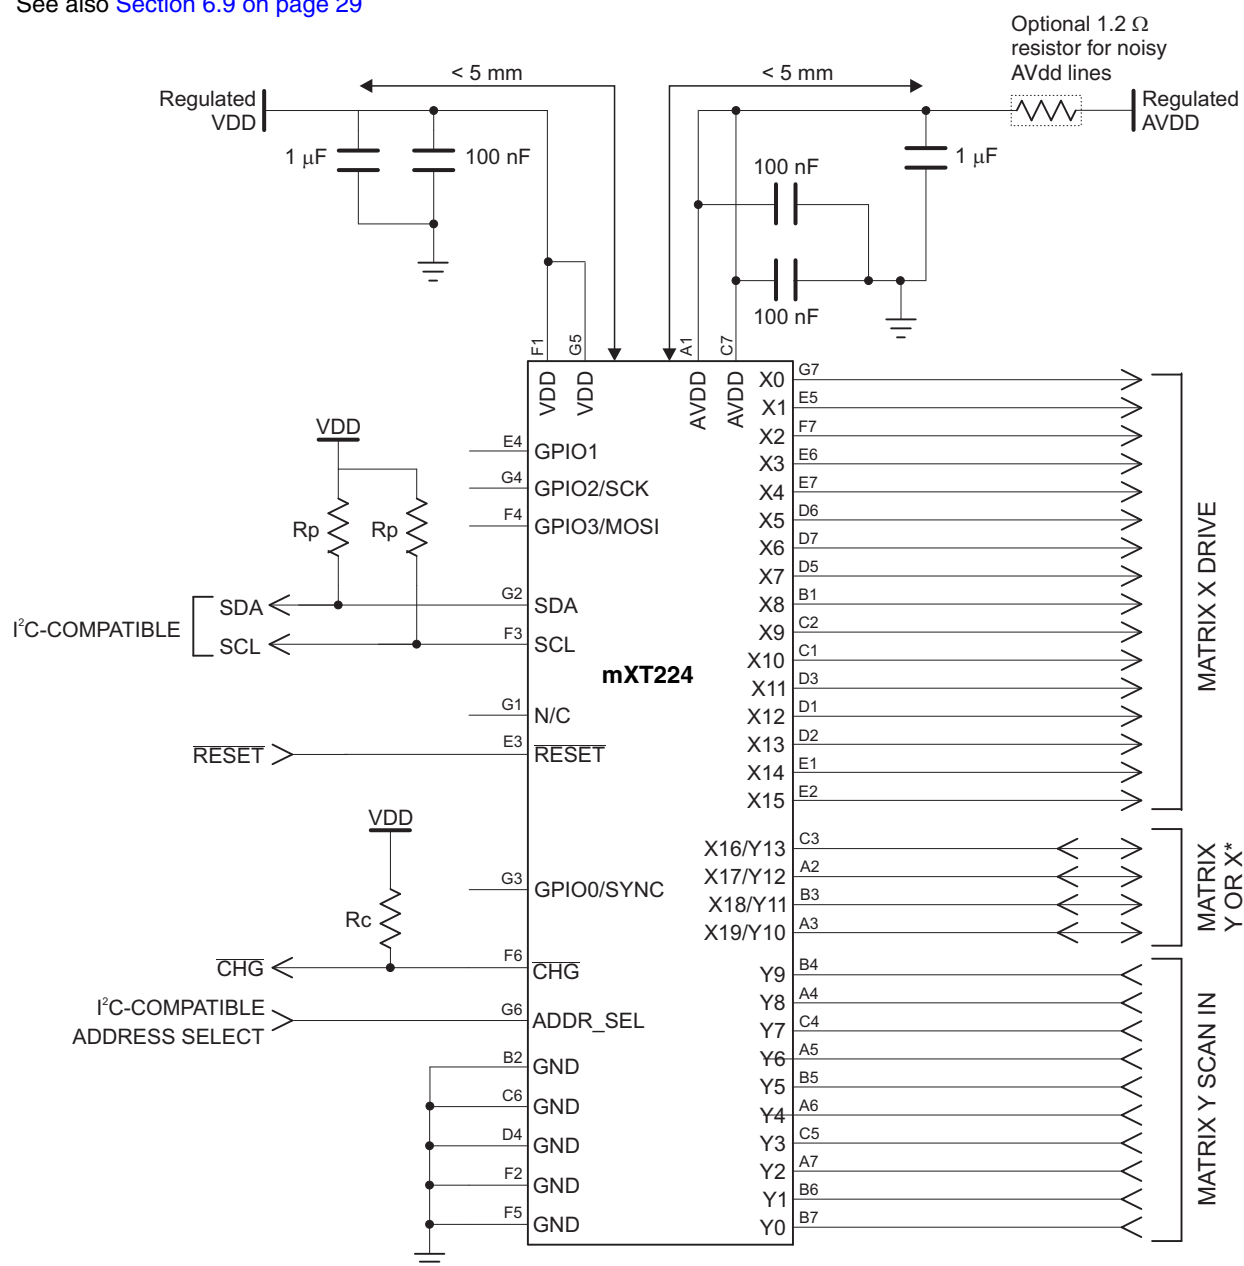 See also Section 6.9 on page 29
Optional 1.2 Ω
resistor for noisy
AVdd lines
< 5 mm
< 5 mm
Regulated
VDD
Regulated
AVDD
1 μF
100 nF
100 nF
1 μF
100 nF
F1
G5
A1
C7
VDD
VDD
AVDD
AVDD
mXT224
VDD
Rp
Rp
I²C-COMPATIBLE
SDA
SCL
RESET
VDD
Rc
CHG
I²C-COMPATIBLE
ADDRESS SELECT
E4 GPIO1
G4 GPIO2/SCK
F4 GPIO3/MOSI
G2 SDA
F3 SCL
G1 N/C
E3 RESET
G3 GPIO0/SYNC
F6 CHG
G6 ADDR_SEL
B2 GND
C6 GND
D4 GND
F2 GND
F5 GND
X0 G7
X1 E5
X2 F7
X3 E6
X4 E7
X5 D6
X6 D7
X7 D5
X8 B1
X9 C2
X10 C1
X11 D3
X12 D1
X13 D2
X14 E1
X15 E2
MATRIX X DRIVE
X16/Y13 C3
X17/Y12 A2
X18/Y11 B3
X19/Y10 A3
MATRIX
Y OR X*
Y9 B4
Y8 A4
Y7 C4
Y6 A5
Y5 B5
Y4 A6
Y3 C5
Y2 A7
Y1 B6
Y0 B7
MATRIX Y SCAN IN